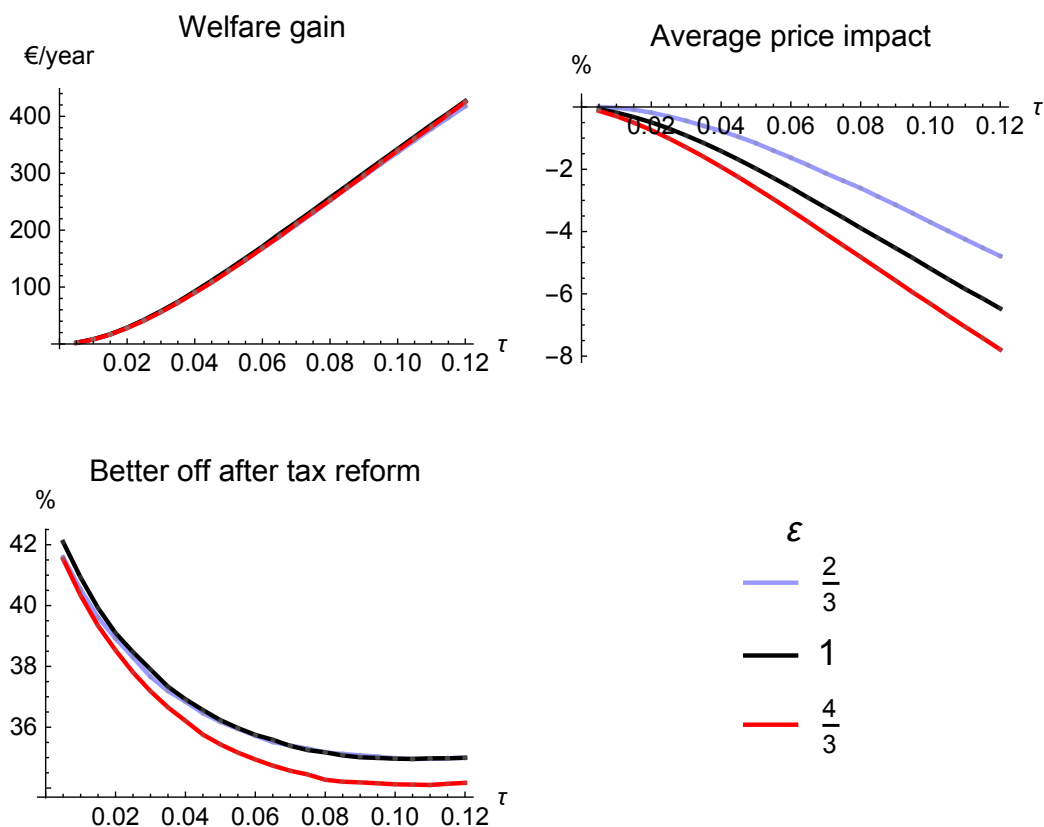 Welfare gain
€/year
400
300
200
100
0.02 0.04 0.06 0.08 0.10 0.12 τ
Average price impact
%
0.02 0.04 0.06 0.08 0.10 0.12 τ
−2
−4
−6
−8
Better off after tax reform
%
42
40
38
36
0.02 0.04 0.06 0.08 0.10 0.12 τ
ε
2/3
1
4/3